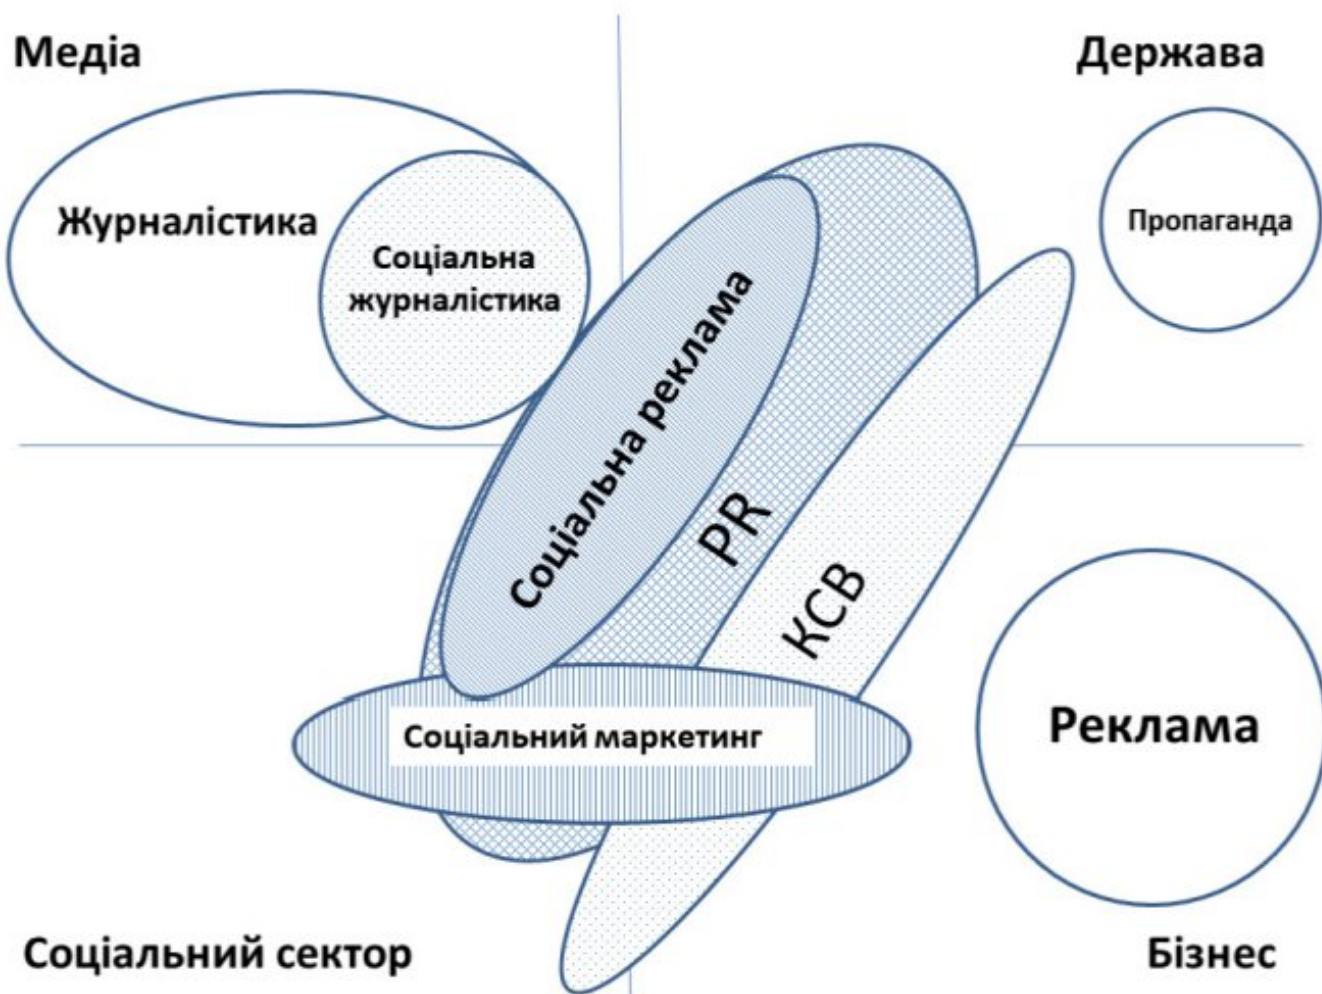 Медіа
Держава
Журналістика
Соціальна
журналістика
Пропаганда
Соціальна реклама
PR
КСВ
Соціальний маркетинг
Реклама
Соціальний сектор
Бізнес